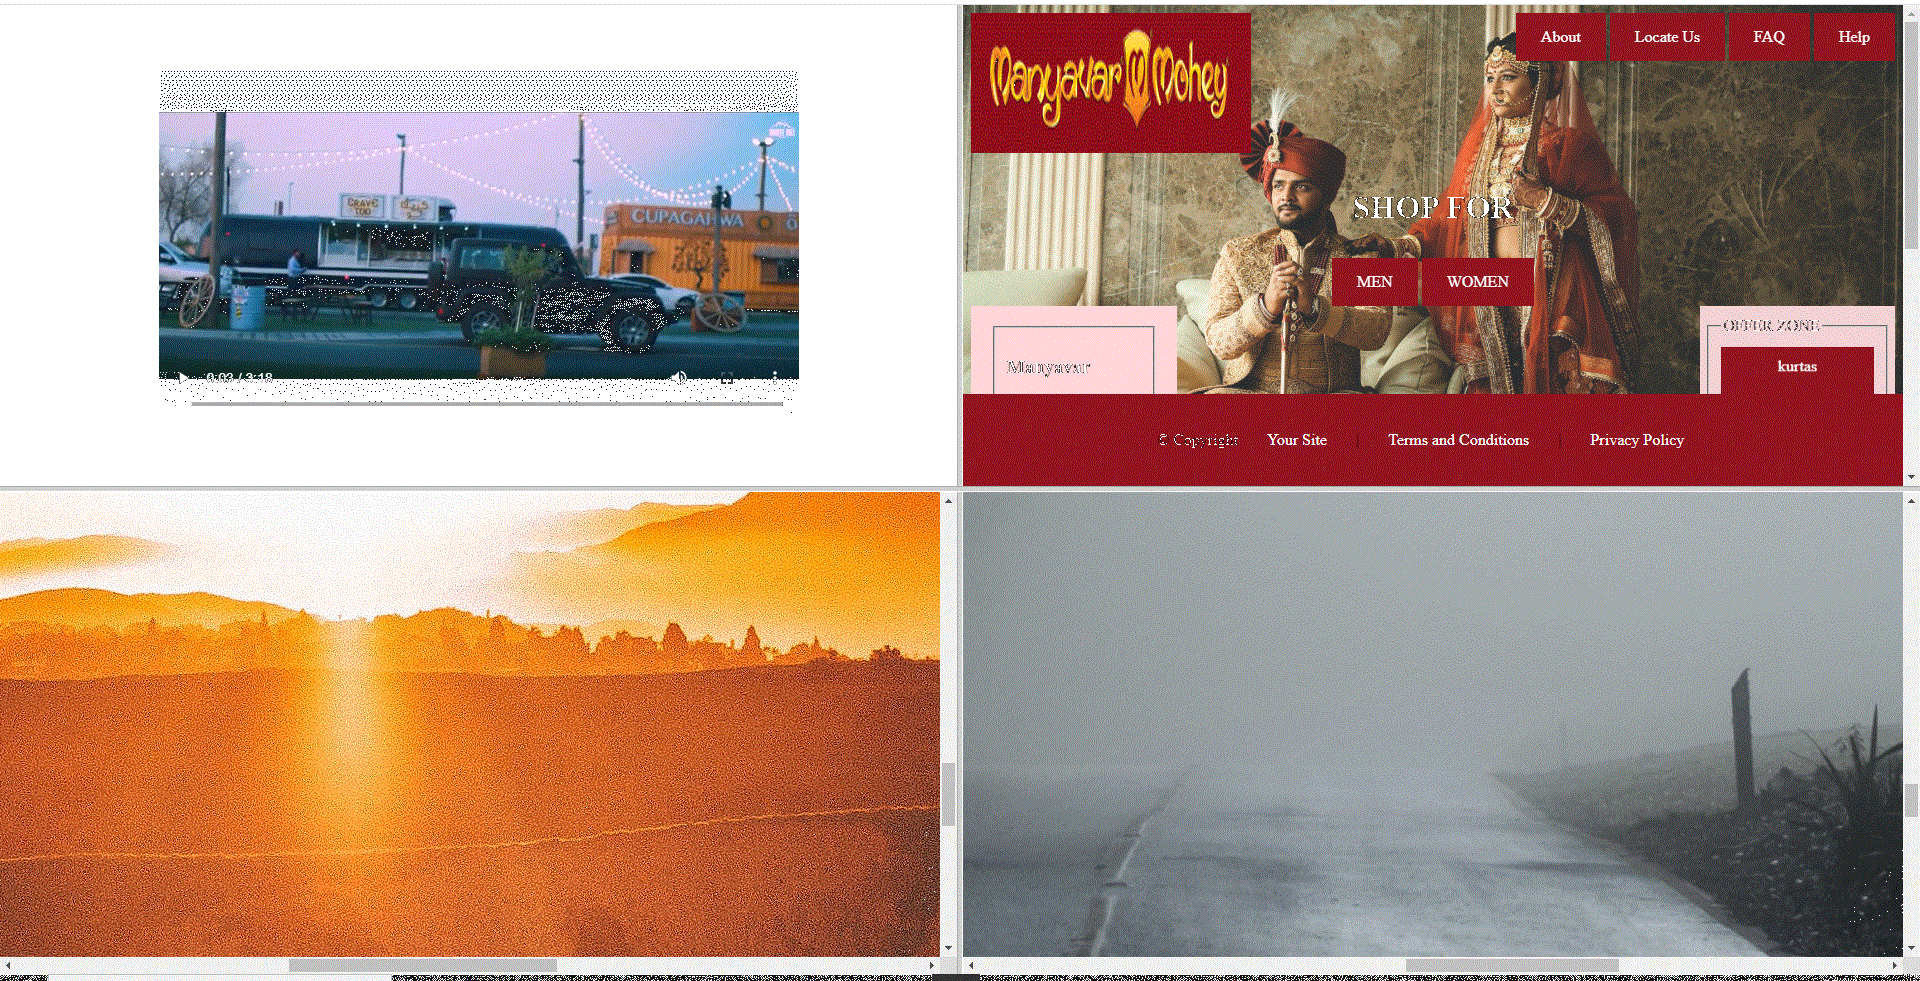 CRAVE
TOO
CUPAGAHWA
0:03 / 3:18
Manyavar Mohey
About
Locate Us
FAQ
Help
SHOP FOR
MEN
WOMEN
Manyavar
OFFER ZONE
kurtas
© Copyright
Your Site
Terms and Conditions
Privacy Policy